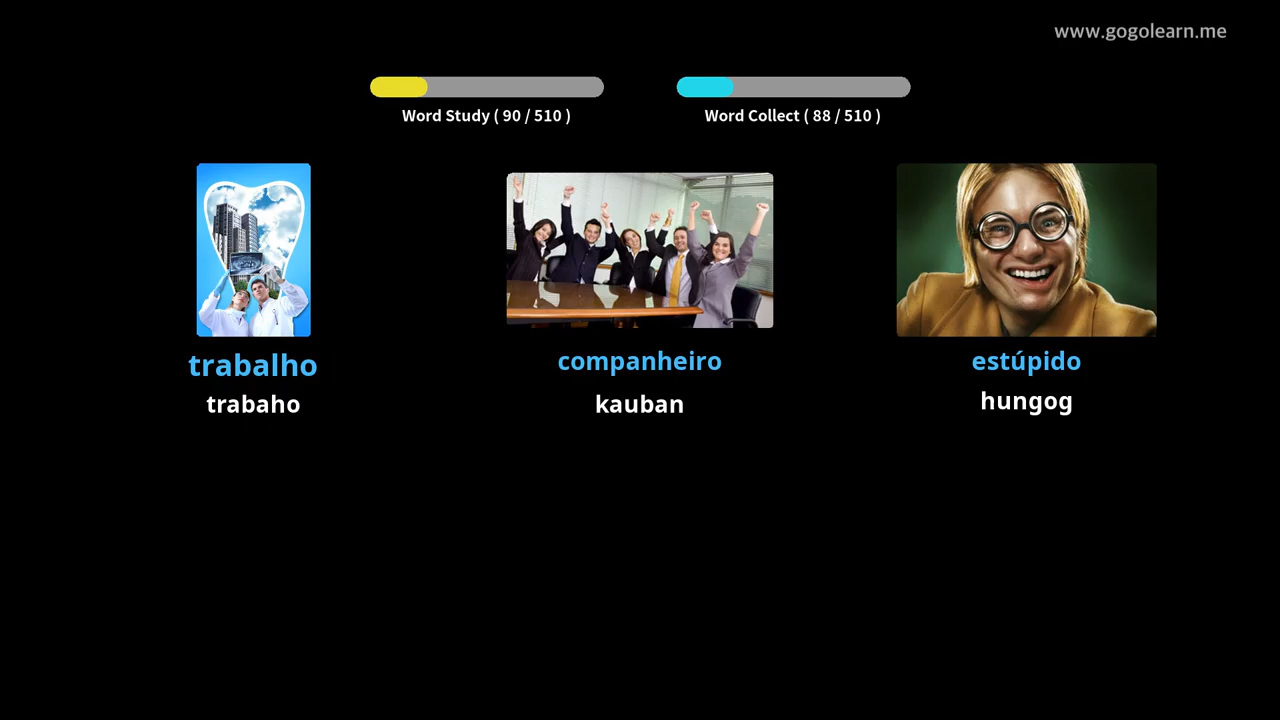 www.gogolearn.me
Word Study ( 90 / 510 )
Word Collect ( 88 / 510 )
trabalho
trabaho
companheiro
kauban
estúpido
hungog